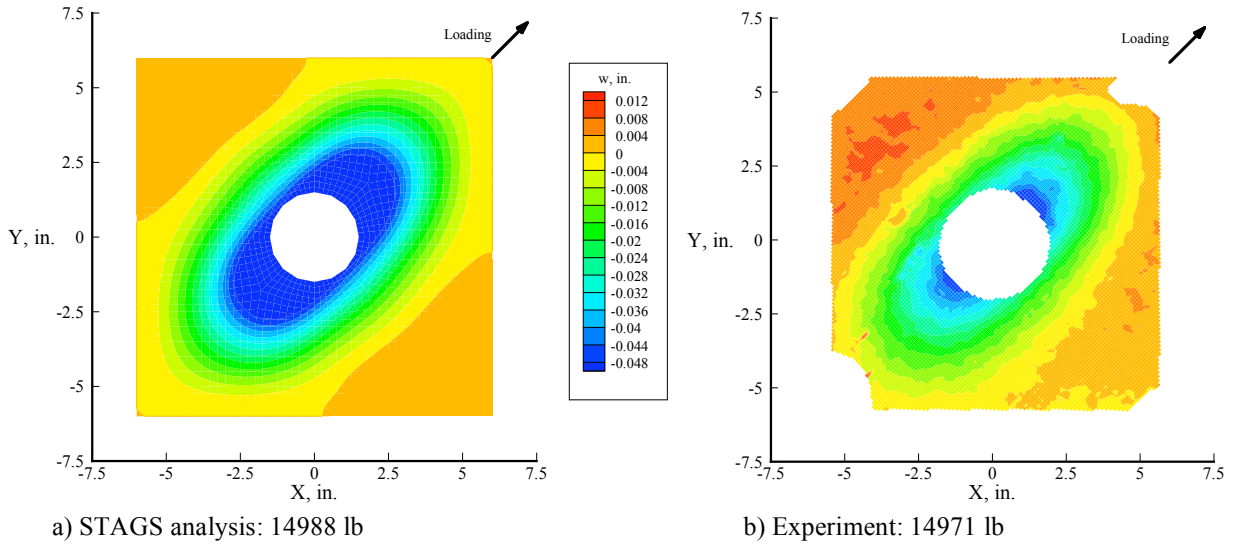 7.5
5
2.5
0
-2.5
-5
-7.5
Y, in.
-7.5 -5 -2.5 0 2.5 5 7.5
X, in.
Loading
w, in.
0.012
0.008
0.004
0
-0.004
-0.008
-0.012
-0.016
-0.02
-0.024
-0.028
-0.032
-0.036
-0.04
-0.044
-0.048
a) STAGS analysis: 14988 lb
7.5
5
2.5
0
-2.5
-5
-7.5
Y, in.
-7.5 -5 -2.5 0 2.5 5 7.5
X, in.
Loading
b) Experiment: 14971 lb